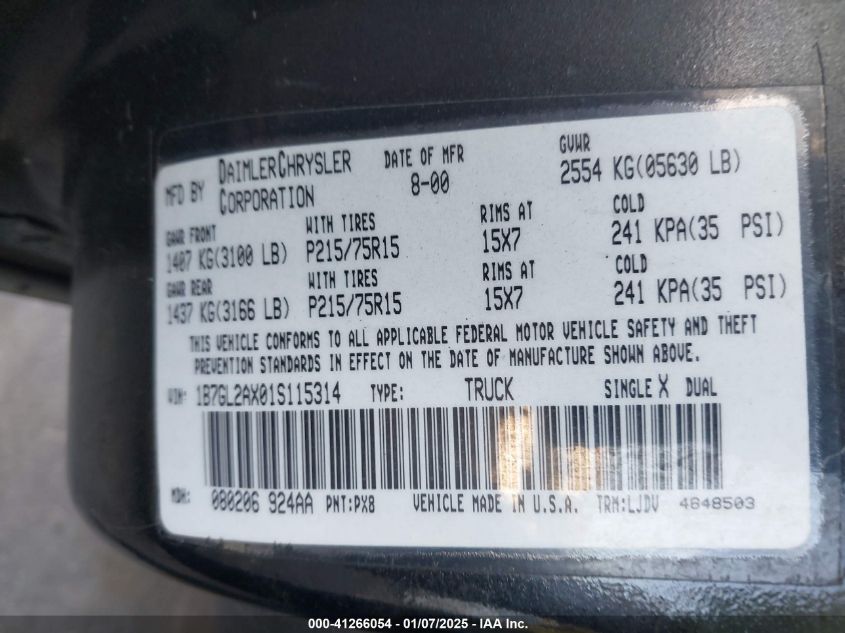 MFD BY DAIMLERCHRYSLER CORPORATION DATE OF MFR 8-00 GVWR 2554 KG(05630 LB)
GAWR FRONT WITH TIRES RIMS AT COLD
1407 KG(3100 LB) P215/75R15 15X7 241 KPA(35 PSI)
GAWR REAR WITH TIRES RIMS AT COLD
1437 KG(3166 LB) P215/75R15 15X7 241 KPA(35 PSI)
THIS VEHICLE CONFORMS TO ALL APPLICABLE FEDERAL MOTOR VEHICLE SAFETY AND THEFT
PREVENTION STANDARDS IN EFFECT ON THE DATE OF MANUFACTURE SHOWN ABOVE.
VIN: 1B7GL2AX01S115314 TYPE: TRUCK SINGLE X DUAL
MDH: 080206 924AA PNT:PX8 VEHICLE MADE IN U.S.A. TRM:LJDV 4648503
000-41266054 - 01/07/2025 - IAA Inc.